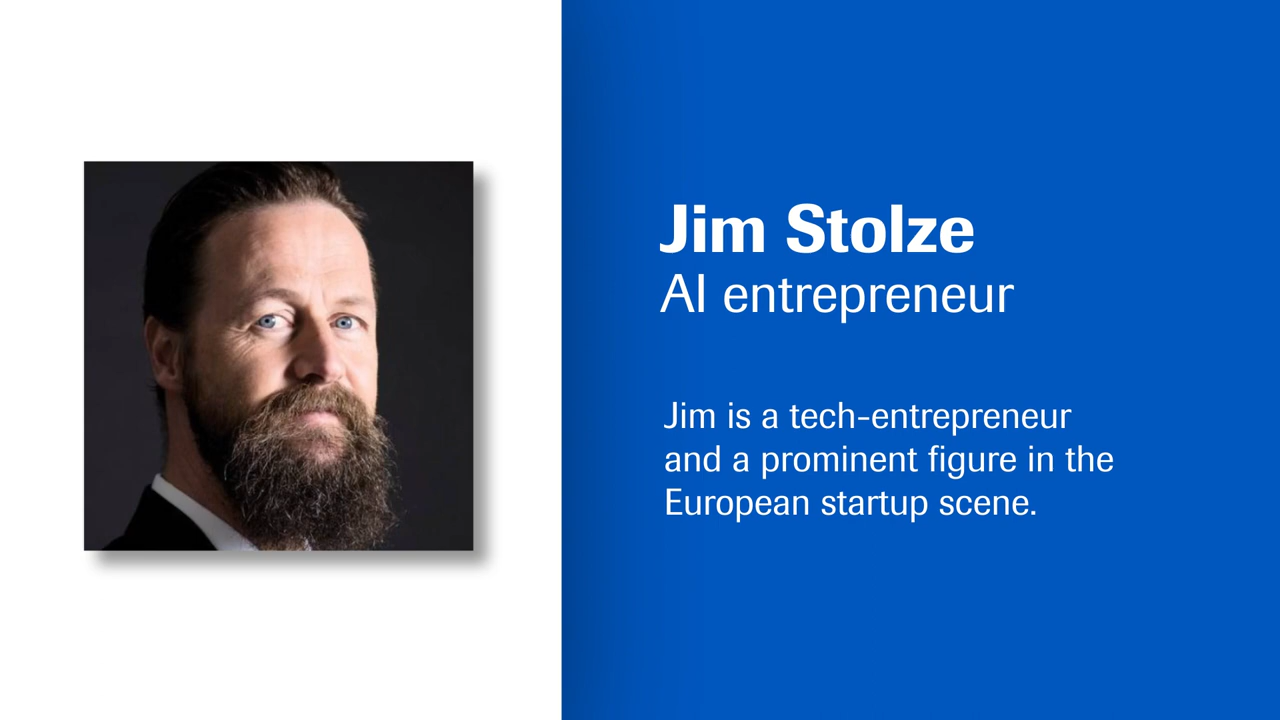 Jim Stolze
AI entrepreneur
Jim is a tech-entrepreneur
and a prominent figure in the
European startup scene.